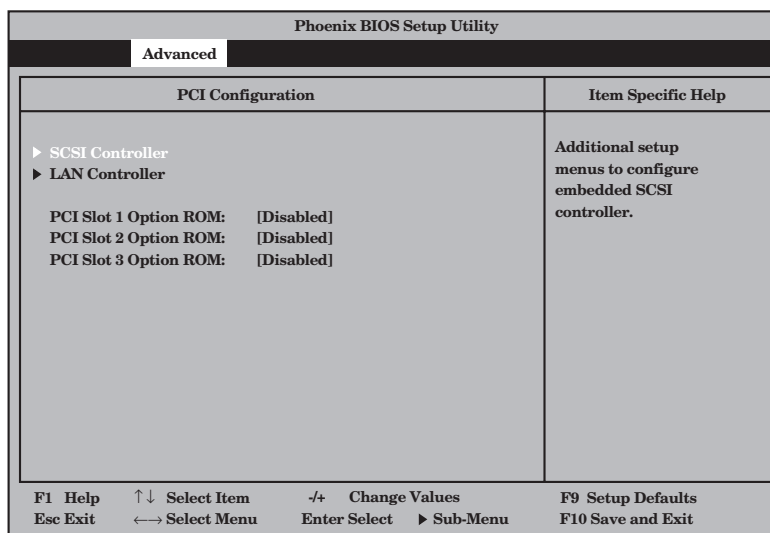 Phoenix BIOS Setup Utility
Advanced
PCI Configuration
Item Specific Help
▶ SCSI Controller
▶ LAN Controller
PCI Slot 1 Option ROM: [Disabled]
PCI Slot 2 Option ROM: [Disabled]
PCI Slot 3 Option ROM: [Disabled]
Additional setup
menus to configure
embedded SCSI
controller.
F1 Help ↑↓ Select Item -/+ Change Values F9 Setup Defaults
Esc Exit ←→ Select Menu Enter Select ▶ Sub-Menu F10 Save and Exit